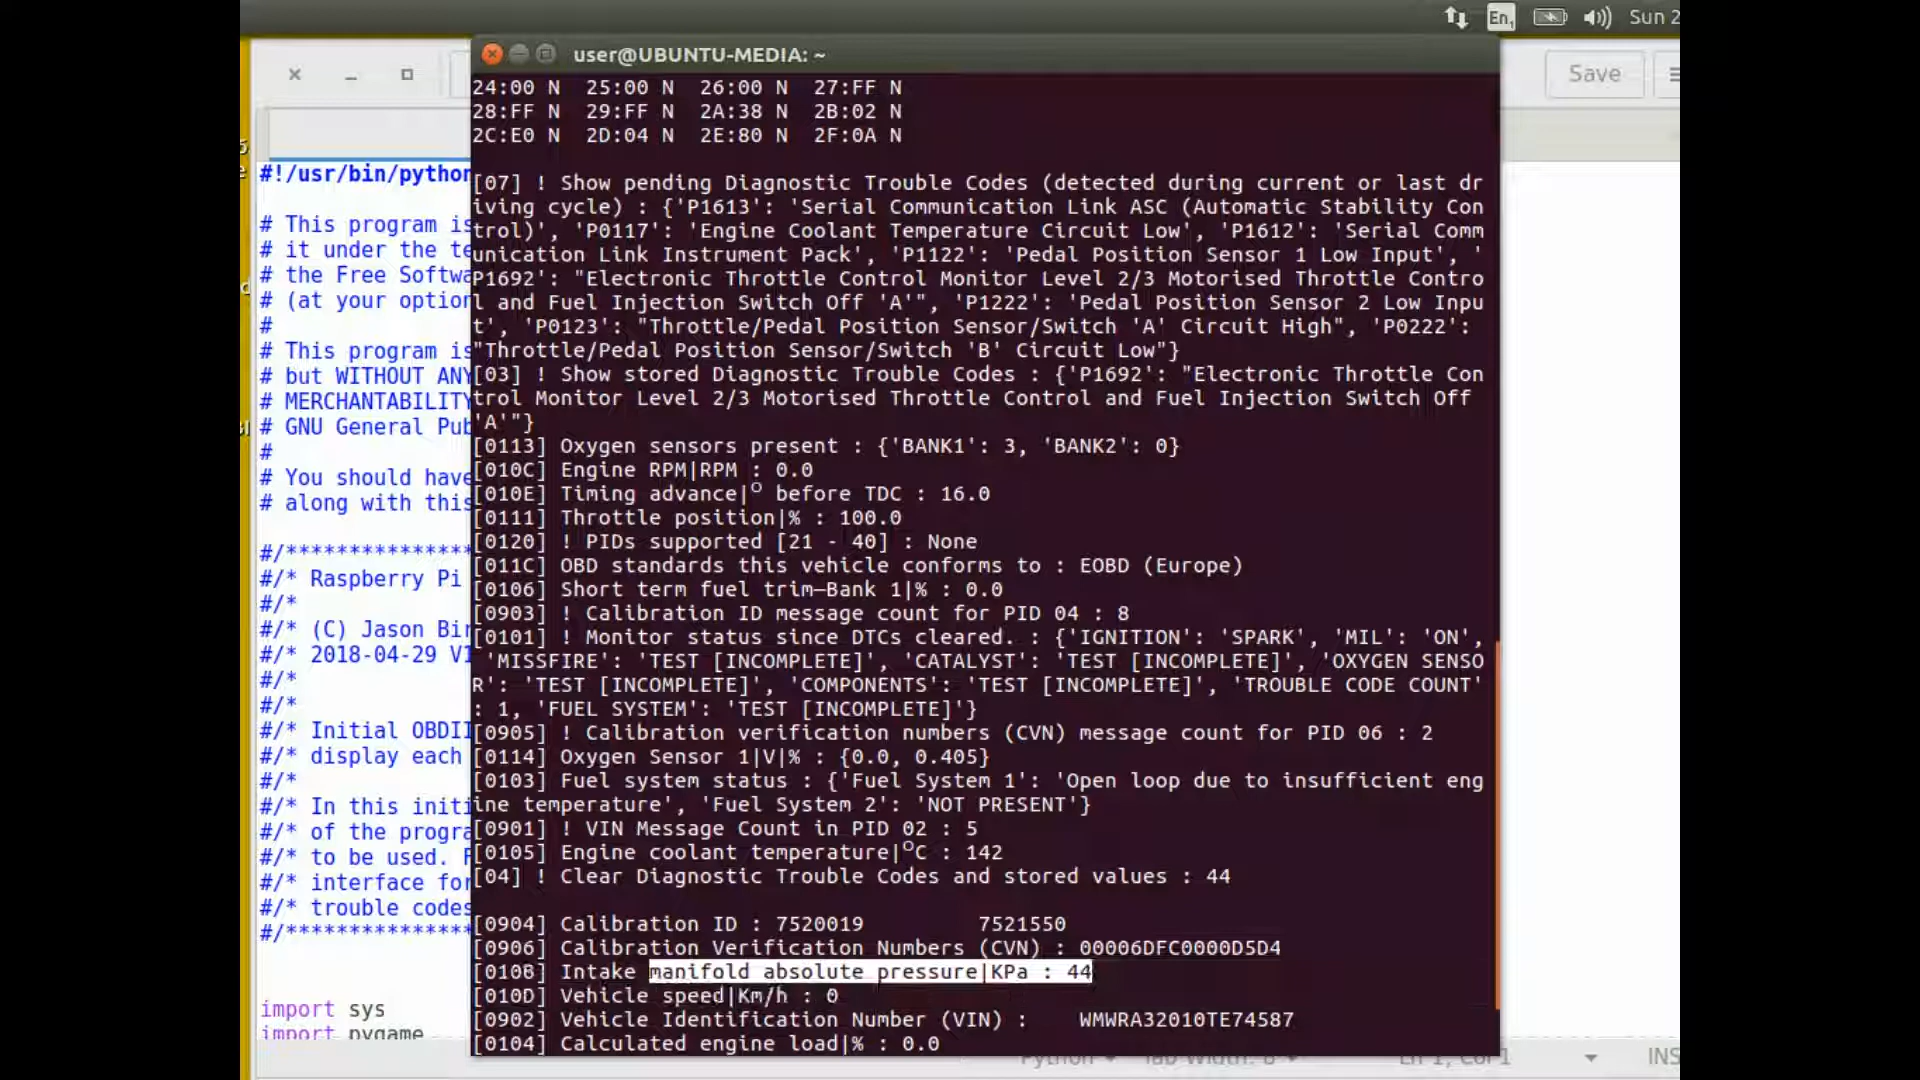 En,
Sun 2
user@UBUNTU-MEDIA: ~
Save
24:00 N  25:00 N  26:00 N  27:FF N
28:FF N  29:FF N  2A:38 N  2B:02 N
2C:E0 N  2D:04 N  2E:80 N  2F:0A N
[07] ! Show pending Diagnostic Trouble Codes (detected during current or last dr
iving cycle) : {'P1613': 'Serial Communication Link ASC (Automatic Stability Con
trol)', 'P0117': 'Engine Coolant Temperature Circuit Low', 'P1612': 'Serial Comm
unication Link Instrument Pack', 'P1122': 'Pedal Position Sensor 1 Low Input', '
P1692': "Electronic Throttle Control Monitor Level 2/3 Motorised Throttle Contro
l and Fuel Injection Switch Off 'A'", 'P1222': 'Pedal Position Sensor 2 Low Inpu
t', 'P0123': "Throttle/Pedal Position Sensor/Switch 'A' Circuit High", 'P0222':
"Throttle/Pedal Position Sensor/Switch 'B' Circuit Low"}
[03] ! Show stored Diagnostic Trouble Codes : {'P1692': "Electronic Throttle Con
trol Monitor Level 2/3 Motorised Throttle Control and Fuel Injection Switch Off
'A'"}
[0113] Oxygen sensors present : {'BANK1': 3, 'BANK2': 0}
[010C] Engine RPM|RPM : 0.0
[010E] Timing advance|° before TDC : 16.0
[0111] Throttle position|% : 100.0
[0120] ! PIDs supported [21 - 40] : None
[011C] OBD standards this vehicle conforms to : EOBD (Europe)
[0106] Short term fuel trim—Bank 1|% : 0.0
[0903] ! Calibration ID message count for PID 04 : 8
[0101] ! Monitor status since DTCs cleared. : {'IGNITION': 'SPARK', 'MIL': 'ON',
'MISSFIRE': 'TEST [INCOMPLETE]', 'CATALYST': 'TEST [INCOMPLETE]', 'OXYGEN SENSO
R': 'TEST [INCOMPLETE]', 'COMPONENTS': 'TEST [INCOMPLETE]', 'TROUBLE CODE COUNT'
: 1, 'FUEL SYSTEM': 'TEST [INCOMPLETE]'}
[0905] ! Calibration verification numbers (CVN) message count for PID 06 : 2
[0114] Oxygen Sensor 1|V|% : {0.0, 0.405}
[0103] Fuel system status : {'Fuel System 1': 'Open loop due to insufficient eng
ine temperature', 'Fuel System 2': 'NOT PRESENT'}
[0901] ! VIN Message Count in PID 02 : 5
[0105] Engine coolant temperature|°C : 142
[04] ! Clear Diagnostic Trouble Codes and stored values : 44
[0904] Calibration ID : 7520019         7521550
[0906] Calibration Verification Numbers (CVN) : 00006DFC0000D5D4
[010B] Intake manifold absolute pressure|KPa : 44
[010D] Vehicle speed|Km/h : 0
[0902] Vehicle Identification Number (VIN) :    WMWRA32010TE74587
[0104] Calculated engine load|% : 0.0
#!/usr/bin/python
# This program is
# it under the te
# the Free Softwa
# (at your option
#
# This program is
# but WITHOUT ANY
# MERCHANTABILITY
# GNU General Pub
#
# You should have
# along with this
#/***************
#/* Raspberry Pi
#/*
#/* (C) Jason Bir
#/* 2018-04-29 V1
#/*
#/*
#/* Initial OBDII
#/* display each
#/*
#/* In this initi
#/* of the progra
#/* to be used. F
#/* interface for
#/* trouble codes
#/***************
import sys
import pygame
Python
Tab Width: 8
Ln 1, Col 1
INS